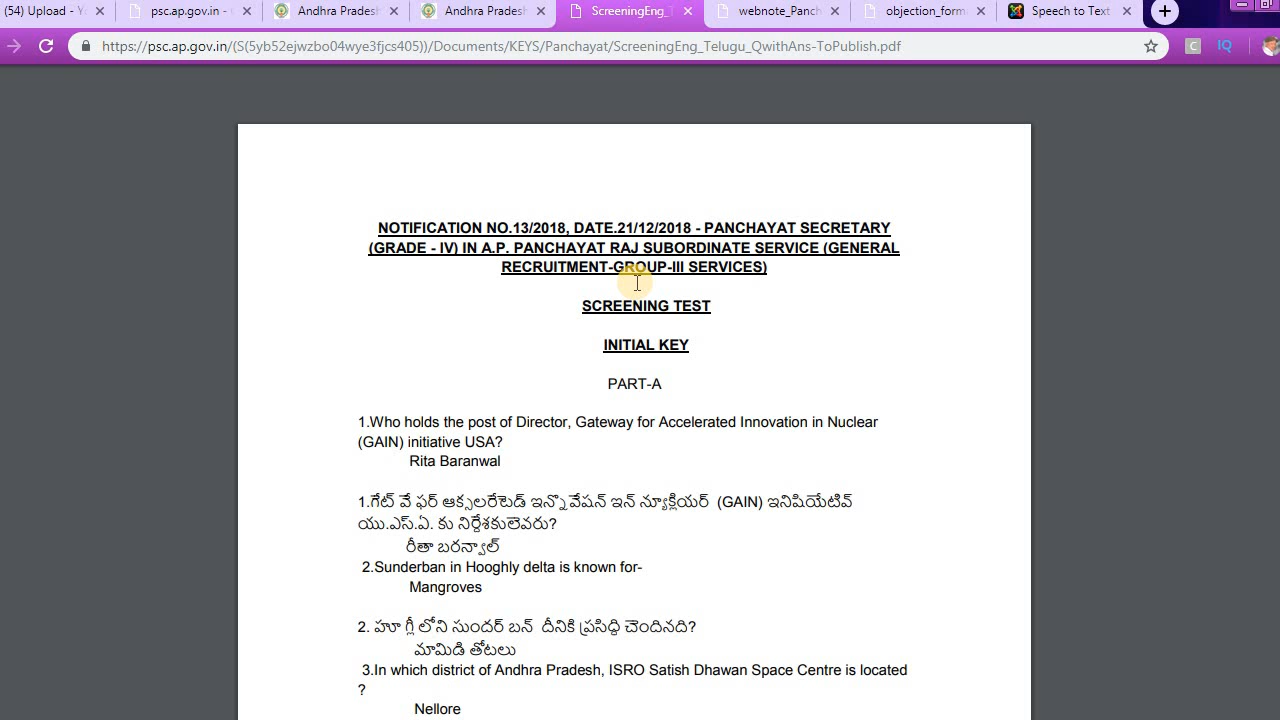 (54) Upload - Y
psc.ap.gov.in -
Andhra Pradesh
Andhra Pradesh
ScreeningEng_T
webnote_Panch
objection_form
Speech to Text
https://psc.ap.gov.in/(S(5yb52ejwzbo04wye3fjcs405))/Documents/KEYS/Panchayat/ScreeningEng_Telugu_QwithAns-ToPublish.pdf
C
IQ
NOTIFICATION NO.13/2018, DATE.21/12/2018 - PANCHAYAT SECRETARY
(GRADE - IV) IN A.P. PANCHAYAT RAJ SUBORDINATE SERVICE (GENERAL
RECRUITMENT-GROUP-III SERVICES)
SCREENING TEST
INITIAL KEY
PART-A
1.Who holds the post of Director, Gateway for Accelerated Innovation in Nuclear
(GAIN) initiative USA?
Rita Baranwal
1.గేట్ వే ఫర్ ఆక్సలరేటెడ్ ఇన్నొవేషన్ ఇన్ న్యూక్లియర్ (GAIN) ఇనిషియేటివ్
యు.ఎస్.ఏ. కు నిర్దేశకులెవరు?
రీతా బరన్వాల్
2.Sunderban in Hooghly delta is known for-
Mangroves
2. హూ గ్లీ లోని సుందర్ బన్ దీనికి ప్రసిద్ధి చెందినది?
మామిడి తోటలు
3.In which district of Andhra Pradesh, ISRO Satish Dhawan Space Centre is located
?
Nellore